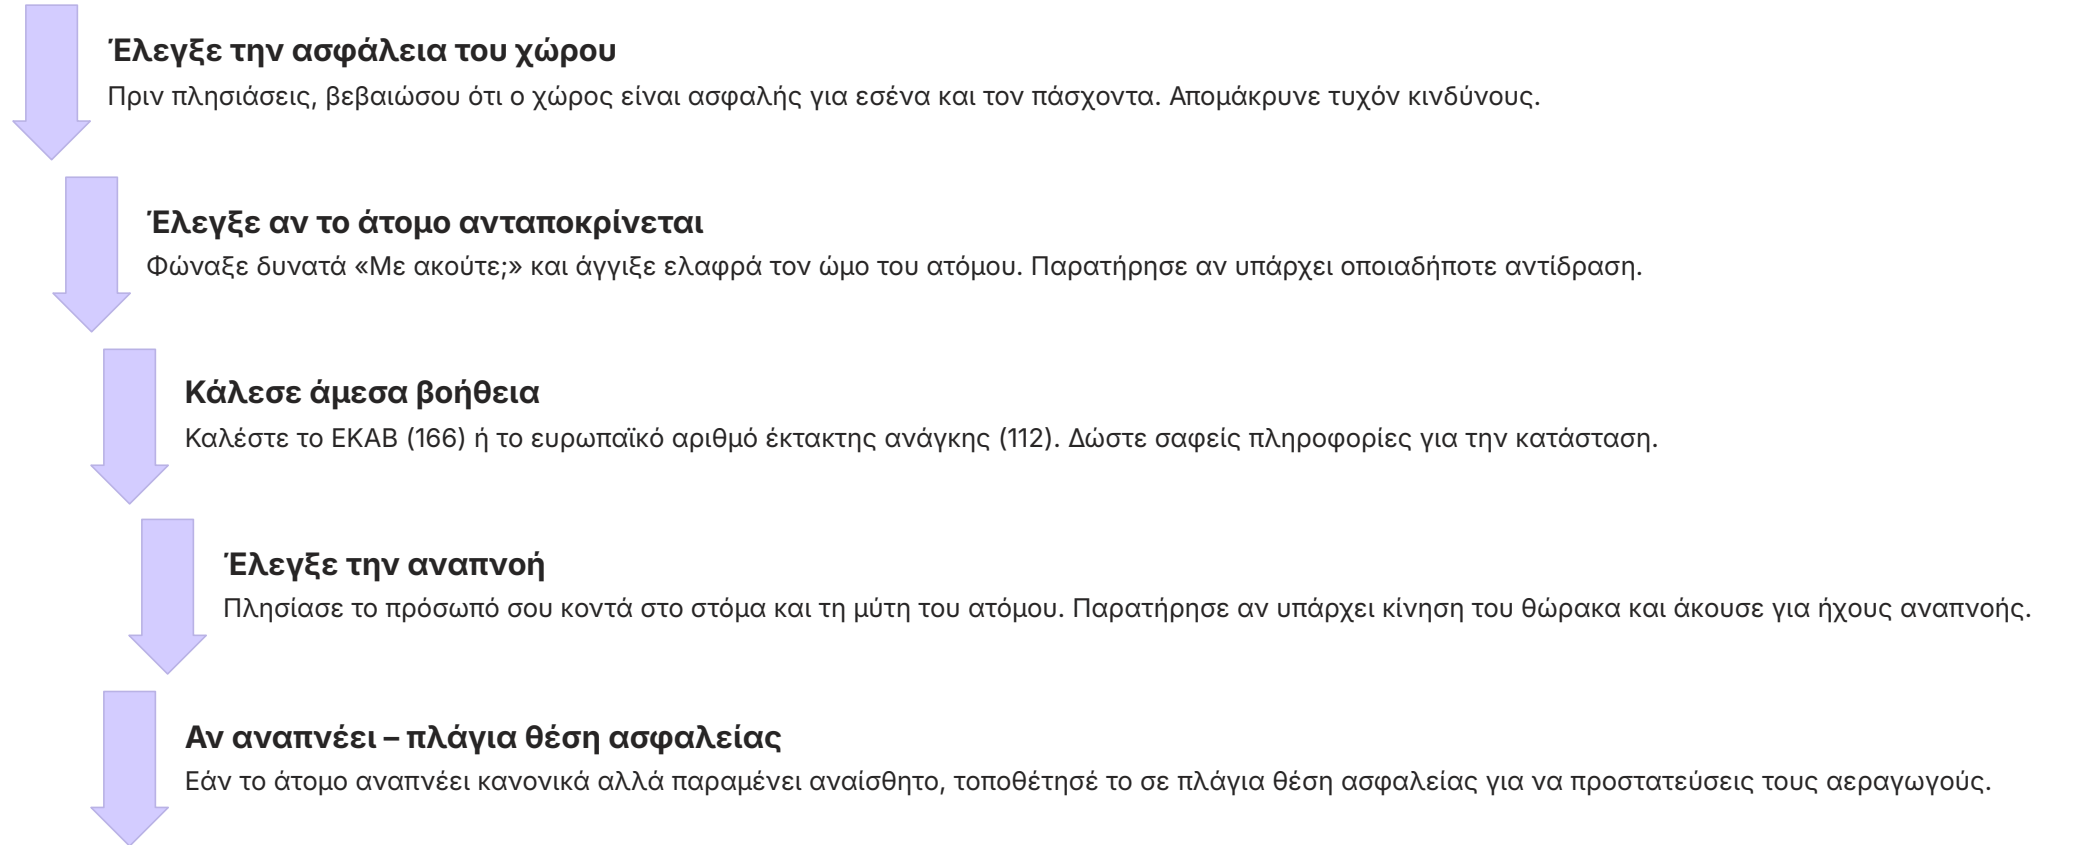 Έλεγξε την ασφάλεια του χώρου
Πριν πλησιάσεις, βεβαιώσου ότι ο χώρος είναι ασφαλής για εσένα και τον πάσχοντα. Απομάκρυνε τυχόν κινδύνους.
Έλεγξε αν το άτομο ανταποκρίνεται
Φώναξε δυνατά «Με ακούτε;» και άγγιξε ελαφρά τον ώμο του ατόμου. Παρατήρησε αν υπάρχει οποιαδήποτε αντίδραση.
Κάλεσε άμεσα βοήθεια
Καλέστε το ΕΚΑΒ (166) ή το ευρωπαϊκό αριθμό έκτακτης ανάγκης (112). Δώστε σαφείς πληροφορίες για την κατάσταση.
Έλεγξε την αναπνοή
Πλησίασε το πρόσωπό σου κοντά στο στόμα και τη μύτη του ατόμου. Παρατήρησε αν υπάρχει κίνηση του θώρακα και άκουσε για ήχους αναπνοής.
Αν αναπνέει – πλάγια θέση ασφαλείας
Εάν το άτομο αναπνέει κανονικά αλλά παραμένει αναίσθητο, τοποθέτησέ το σε πλάγια θέση ασφαλείας για να προστατεύσεις τους αεραγωγούς.